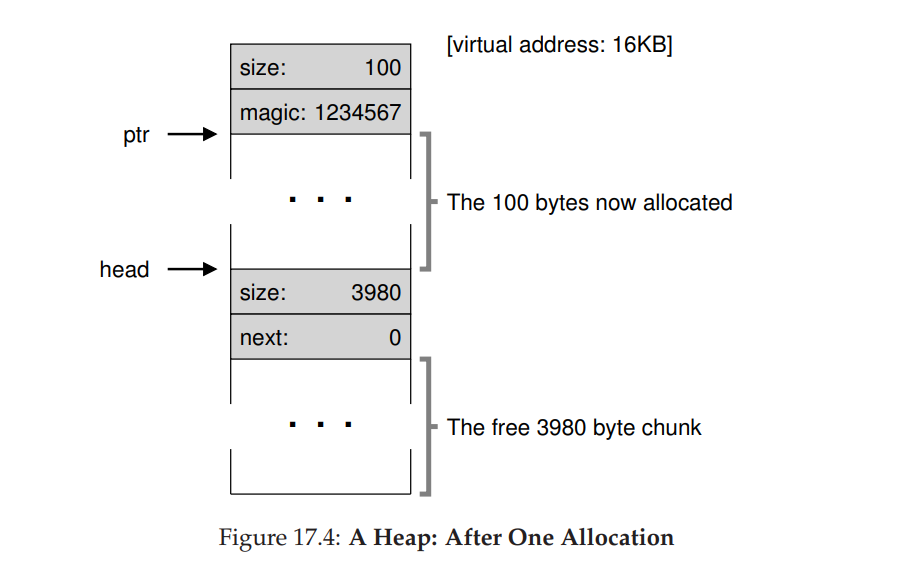 [virtual address: 16KB]
size: 100
magic: 1234567
ptr
. . .
The 100 bytes now allocated
head
size: 3980
next: 0
. . .
The free 3980 byte chunk
Figure 17.4: A Heap: After One Allocation